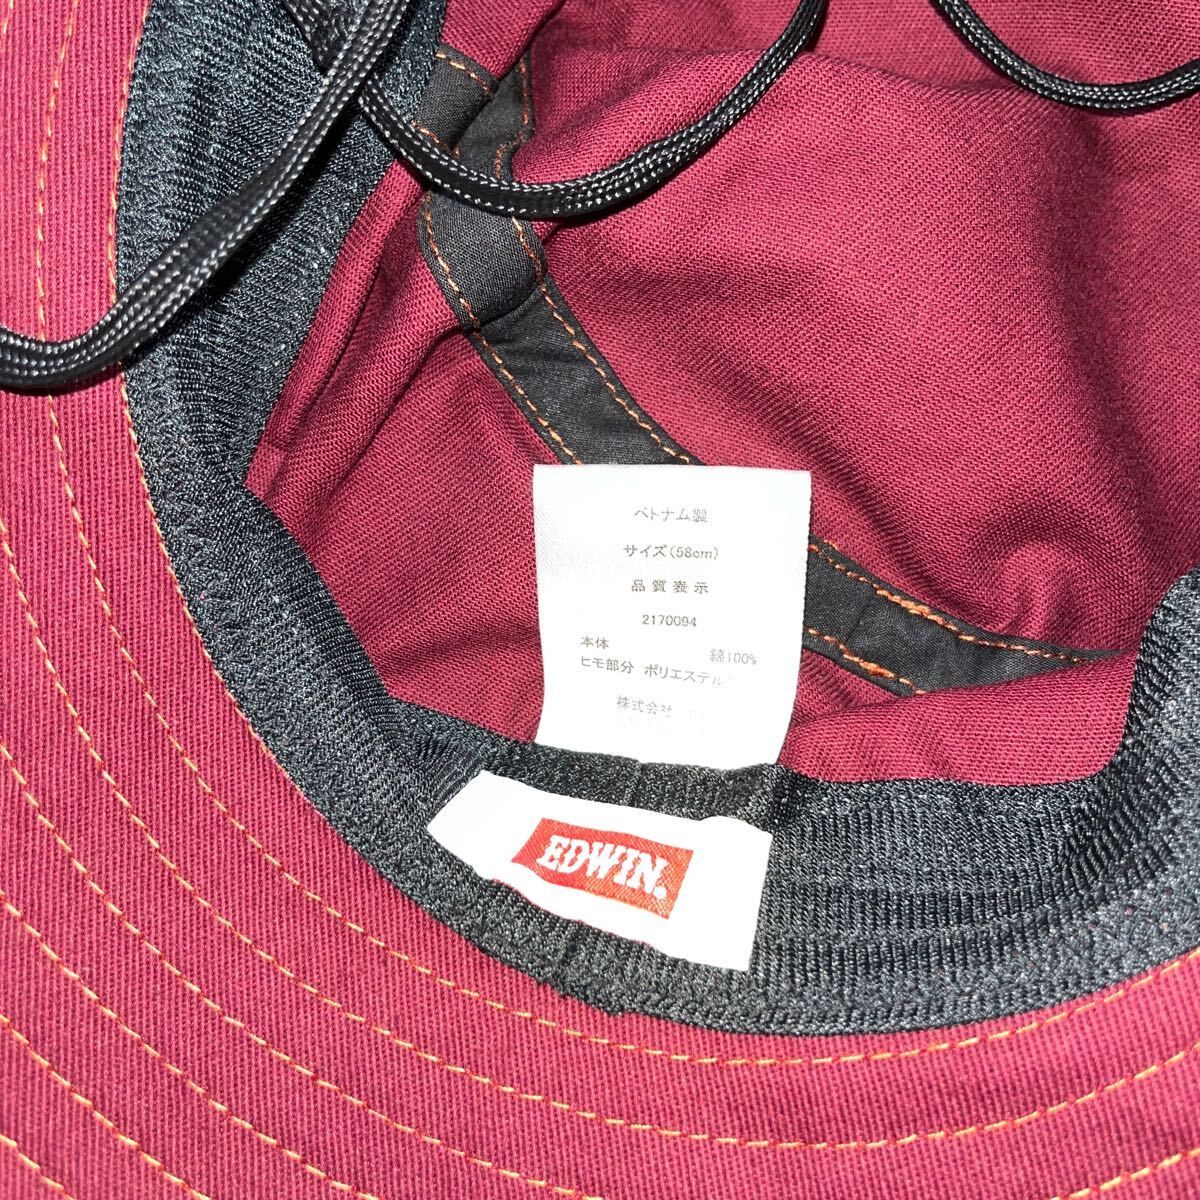 ベトナム製
サイズ(58cm)
品質表示
2170094
本体 綿100%
ヒモ部分 ポリエステル
株式会社
EDWIN.